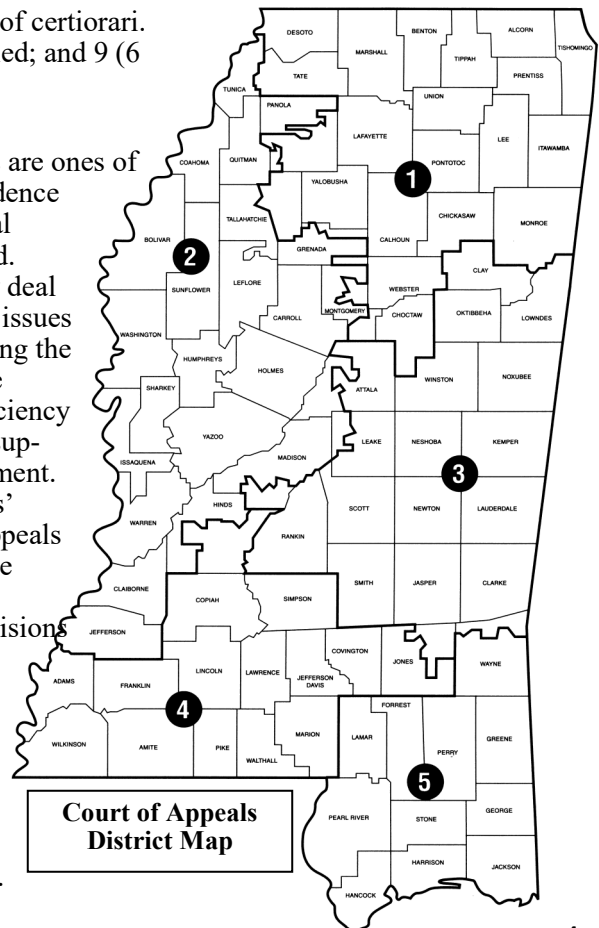 of certiorari.
ed; and 9 (6
are ones of
dence
al
d.
deal
issues
ing the
e
ciency
sup-
ment.
s'
peals
e
isions
.
DESOTO
BENTON
ALCORN
TISHOMINGO
MARSHALL
TIPPAH
PRENTISS
TATE
TUNICA
PANOLA
UNION
LAFAYETTE
LEE
ITAWAMBA
COAHOMA
QUITMAN
PONTOTOC
1
YALOBUSHA
TALLAHATCHIE
CHICKASAW
MONROE
BOLIVAR
2
GRENADA
CALHOUN
CLAY
SUNFLOWER
LEFLORE
WEBSTER
MONTGOMERY
CHOCTAW
OKTIBBEHA
LOWNDES
CARROLL
WASHINGTON
HUMPHREYS
HOLMES
WINSTON
NOXUBEE
SHARKEY
ATTALA
YAZOO
LEAKE
NESHOBA
KEMPER
ISSAQUENA
MADISON
3
HINDS
WARREN
SCOTT
NEWTON
LAUDERDALE
RANKIN
CLAIBORNE
SMITH
JASPER
CLARKE
COPIAH
SIMPSON
JEFFERSON
COVINGTON
JONES
WAYNE
ADAMS
FRANKLIN
LINCOLN
LAWRENCE
JEFFERSON
DAVIS
4
FORREST
WILKINSON
AMITE
PIKE
WALTHALL
MARION
LAMAR
PERRY
GREENE
5
PEARL RIVER
STONE
GEORGE
HARRISON
JACKSON
HANCOCK
Court of Appeals
District Map